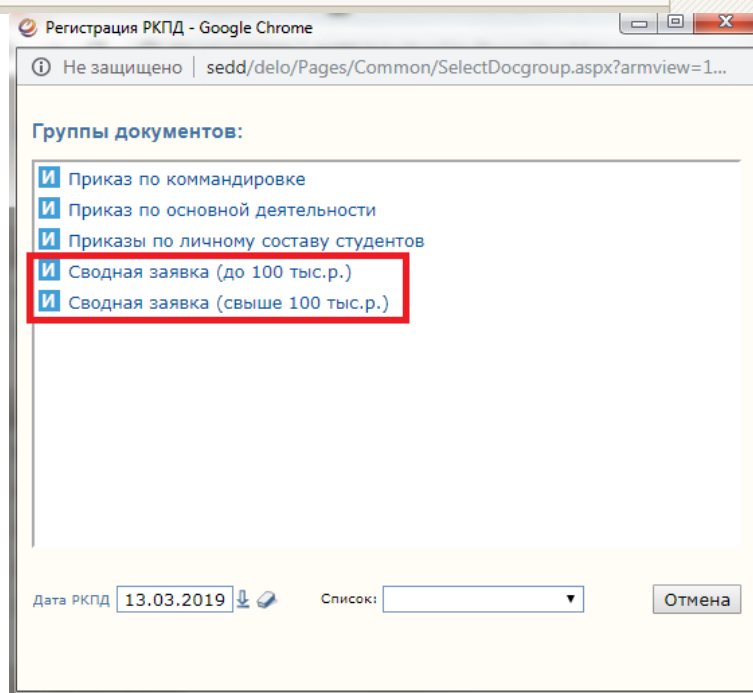 Регистрация РКПД - Google Chrome
Не защищено | sedd/delo/Pages/Common/SelectDocgroup.aspx?armview=1...
Группы документов:
И Приказ по коммандировке
И Приказ по основной деятельности
И Приказы по личному составу студентов
И Сводная заявка (до 100 тыс.р.)
И Сводная заявка (свыше 100 тыс.р.)
Дата РКПД 13.03.2019 Список: Отмена